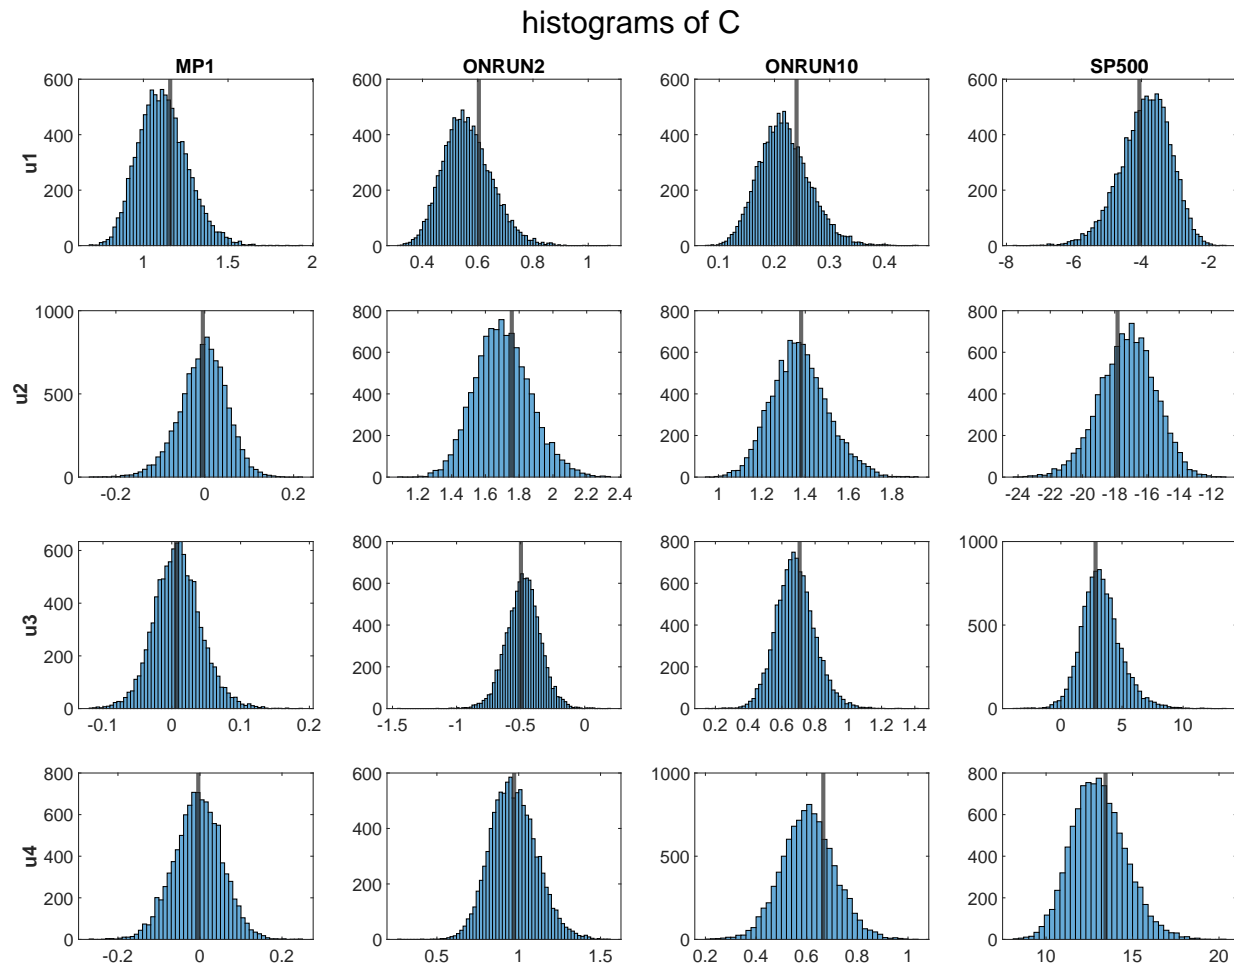 histograms of C
MP1 ONRUN2 ONRUN10 SP500
u1
600 400 200 0
1 1.5 2
600 400 200 0
0.4 0.6 0.8 1
600 400 200 0
0.1 0.2 0.3 0.4
600 400 200 0
-8 -6 -4 -2
u2
1000 500 0
-0.2 0 0.2
800 600 400 200 0
1.2 1.4 1.6 1.8 2 2.2 2.4
800 600 400 200 0
1 1.2 1.4 1.6 1.8
800 600 400 200 0
-24 -22 -20 -18 -16 -14 -12
u3
600 400 200 0
-0.1 0 0.1 0.2
800 600 400 200 0
-1.5 -1 -0.5 0
800 600 400 200 0
0.2 0.4 0.6 0.8 1 1.2 1.4
1000 500 0
0 5 10
u4
800 600 400 200 0
-0.2 0 0.2
600 400 200 0
0.5 1 1.5
1000 500 0
0.2 0.4 0.6 0.8 1
800 600 400 200 0
10 15 20